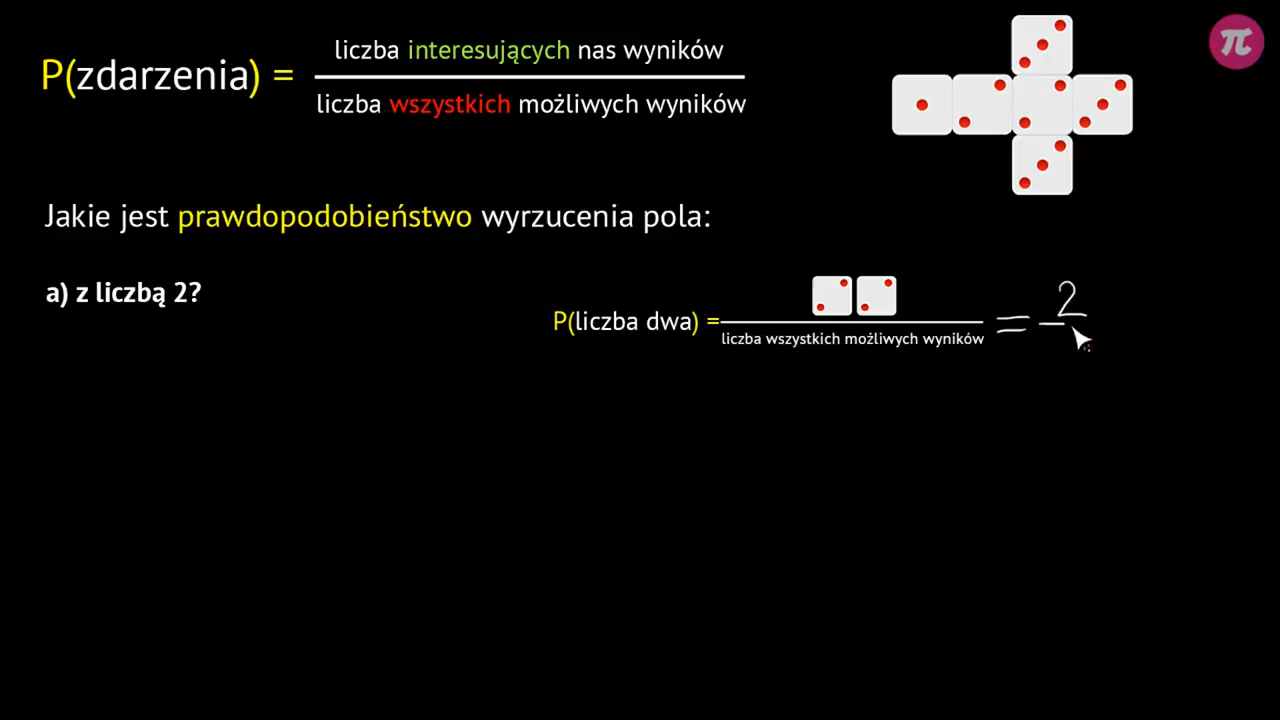 P(zdarzenia) = liczba interesujących nas wyników
liczba wszystkich możliwych wyników
π
Jakie jest prawdopodobieństwo wyrzucenia pola:
a) z liczbą 2?
P(liczba dwa) =
liczba wszystkich możliwych wyników
= 2